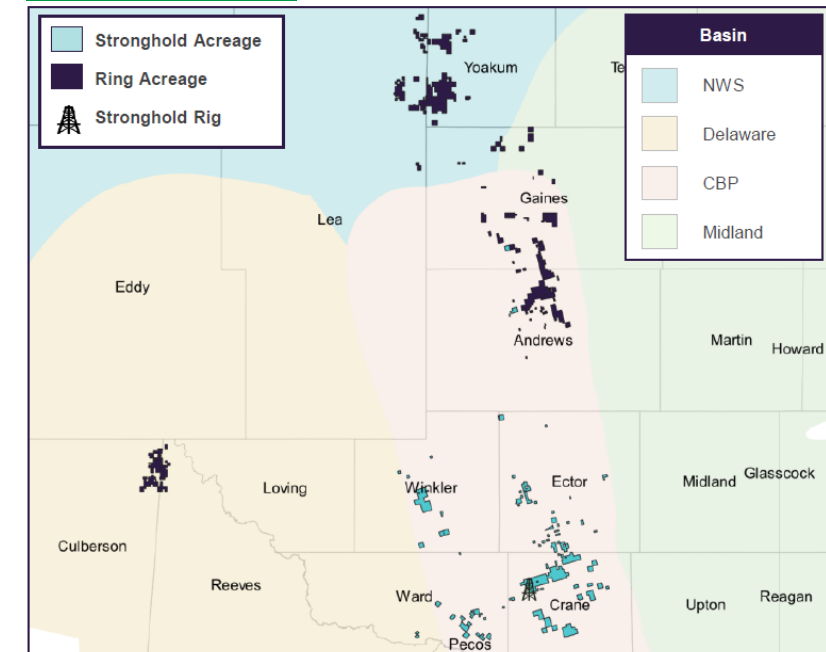 Stronghold Acreage
Ring Acreage
Stronghold Rig
Basin
NWS
Delaware
CBP
Midland
Yoakum
Te
Gaines
Lea
Eddy
Andrews
Martin
Howard
Winkler
Ector
Midland
Glasscock
Loving
Culberson
Reeves
Ward
Crane
Upton
Reagan
Pecos